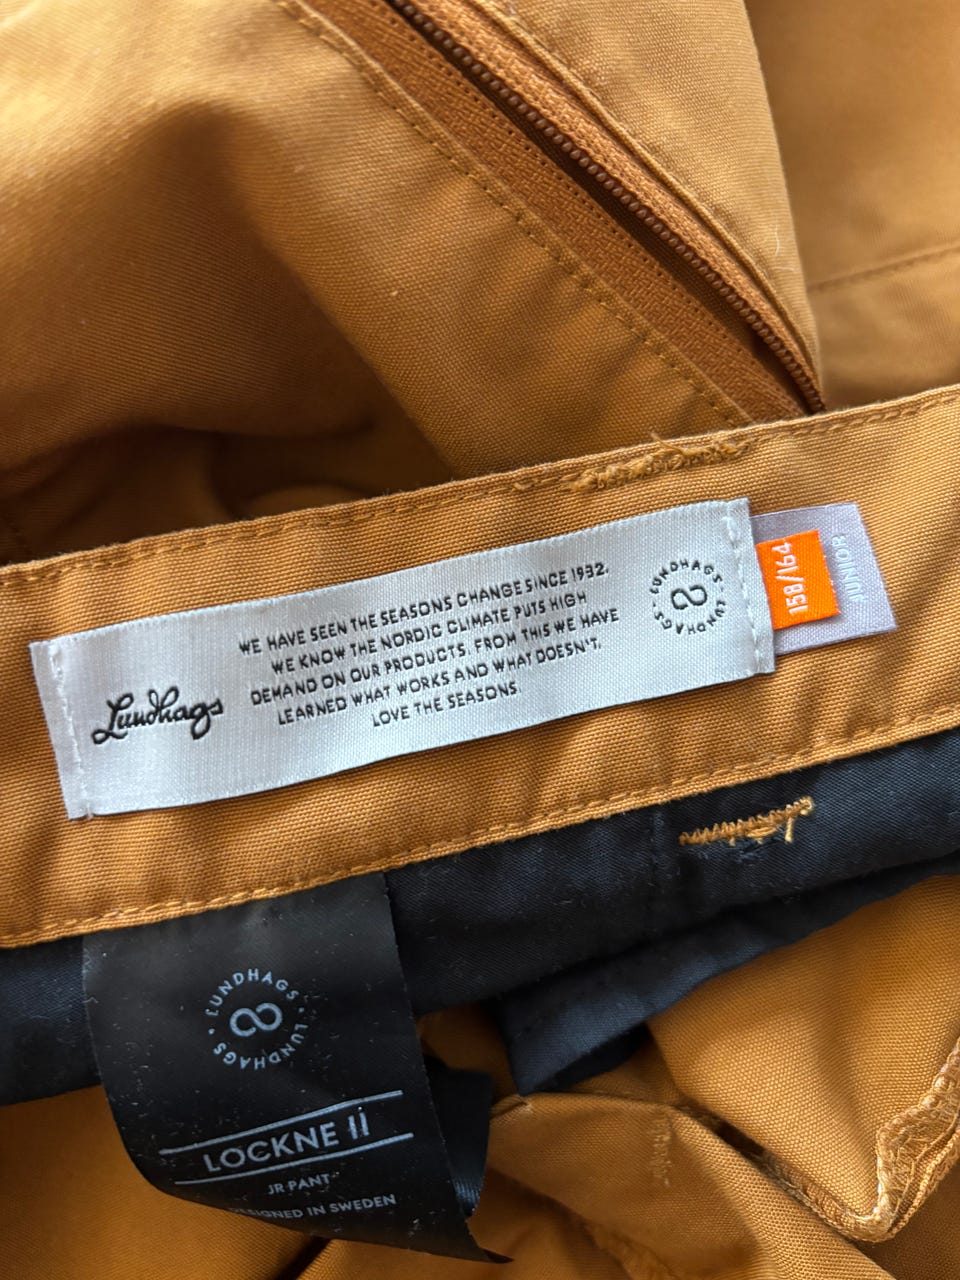 Lundhags
WE HAVE SEEN THE SEASONS CHANGE SINCE 1932.
WE KNOW THE NORDIC CLIMATE PUTS HIGH
DEMAND ON OUR PRODUCTS. FROM THIS WE HAVE
LEARNED WHAT WORKS AND WHAT DOESN'T.
LOVE THE SEASONS.
LUNDHAGS · LUNDHAGS ·
158/164
JUNIOR
LUNDHAGS · LUNDHAGS ·
LOCKNE II
JR PANT
DESIGNED IN SWEDEN